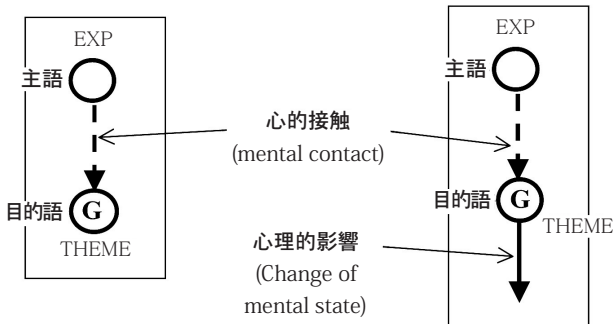 EXP
主語
目的語
G
THEME
心的接触
(mental contact)
心理的影響
(Change of
mental state)
EXP
主語
目的語
G
THEME